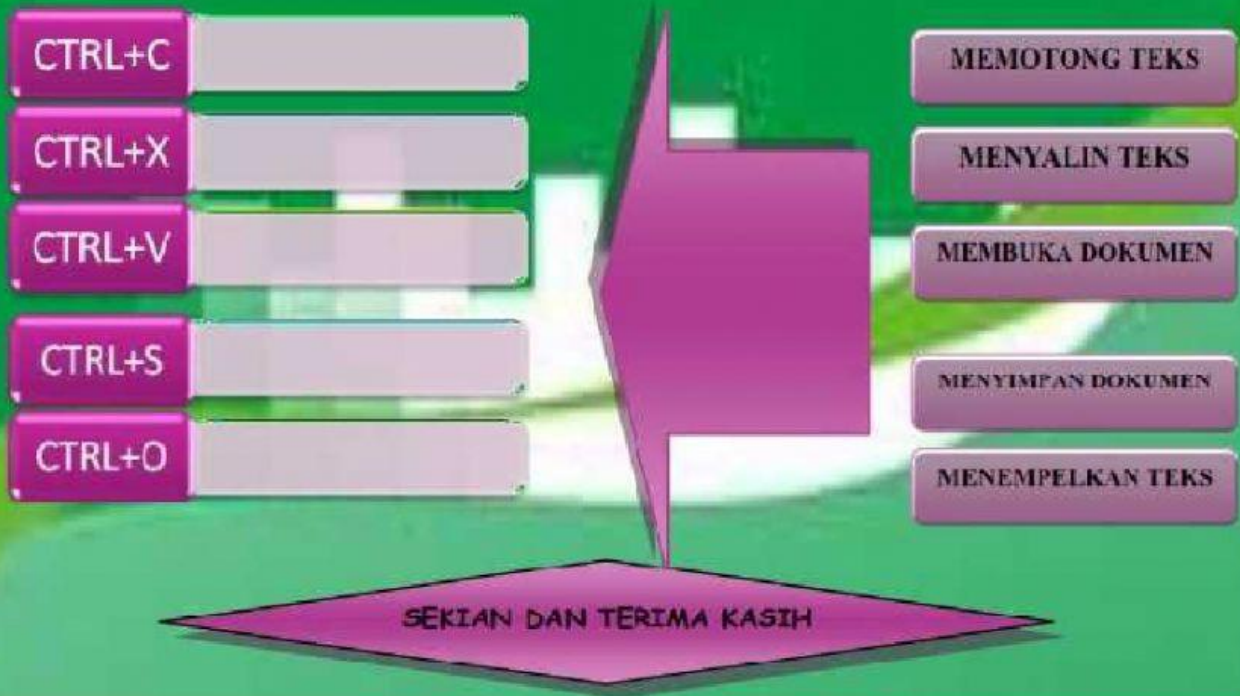 CTRL+C
CTRL+X
CTRL+V
CTRL+S
CTRL+O
MEMOTONG TEKS
MENYALIN TEKS
MEMBUKA DOKUMEN
MENYIMPAN DOKUMEN
MENEMPELKAN TEKS
SEKIAN DAN TERIMA KASIH